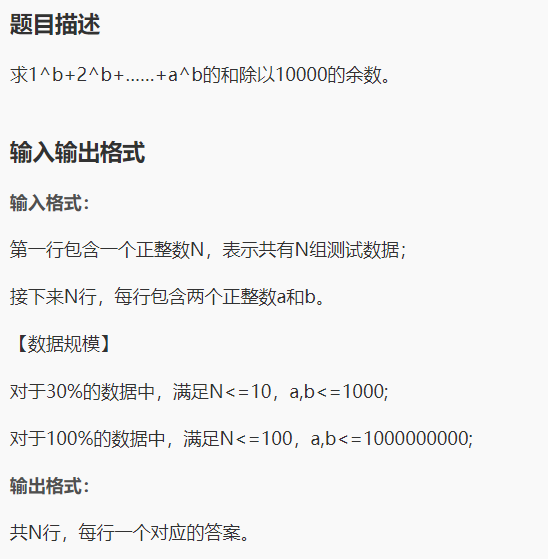 题目描述
求1^b+2^b+……+a^b的和除以10000的余数。
输入输出格式
输入格式：
第一行包含一个正整数N，表示共有N组测试数据；
接下来N行，每行包含两个正整数a和b。
【数据规模】
对于30%的数据中，满足N<=10，a,b<=1000;
对于100%的数据中，满足N<=100，a,b<=1000000000;
输出格式：
共N行，每行一个对应的答案。